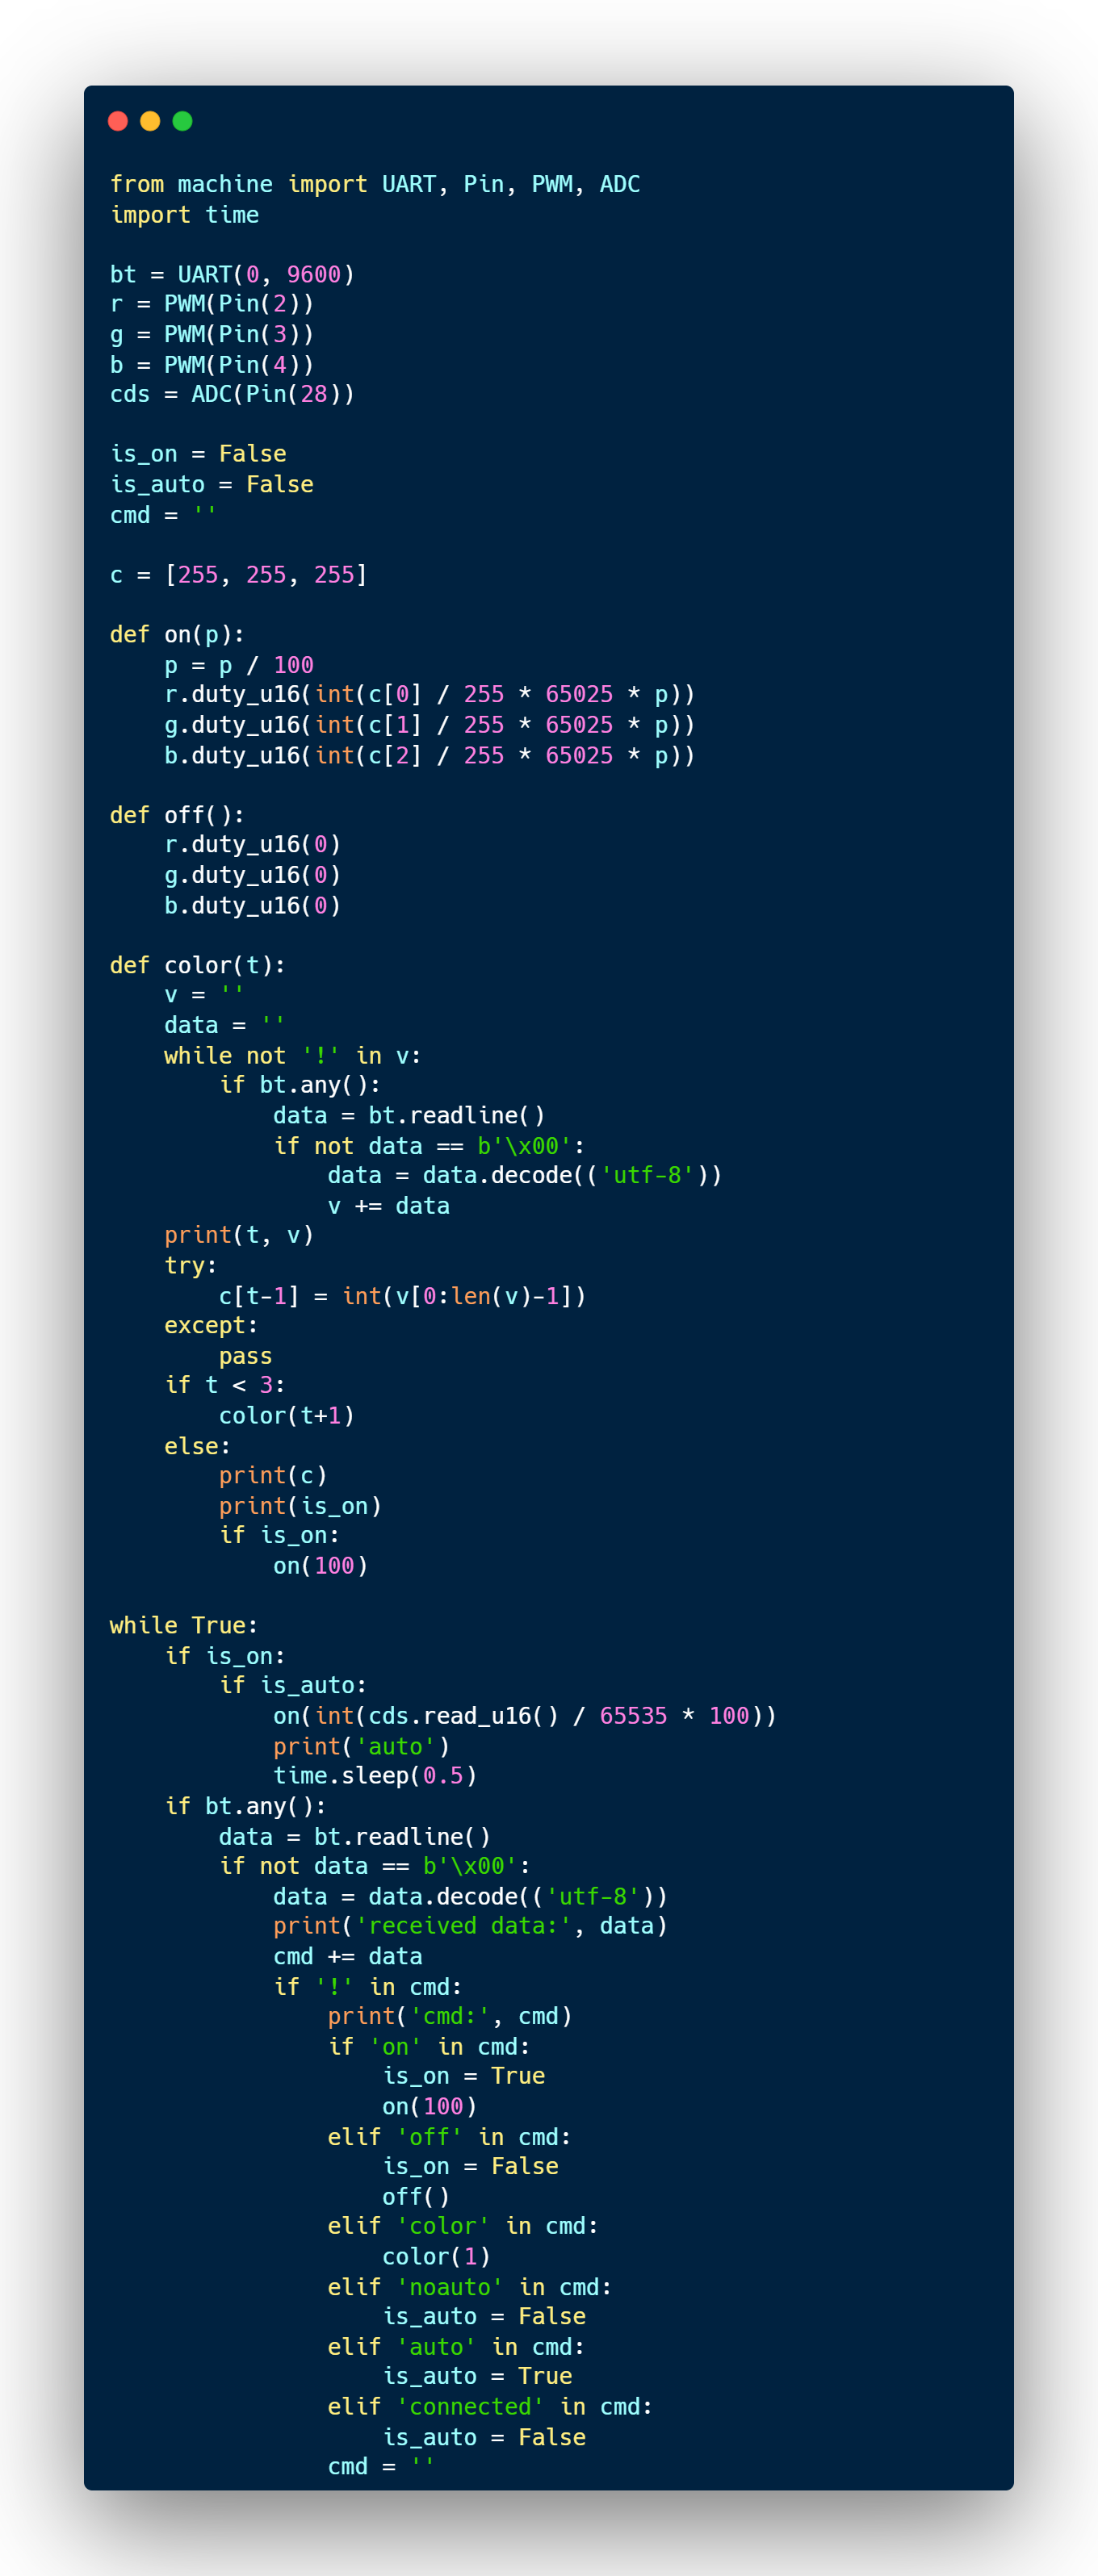 from machine import UART, Pin, PWM, ADC
import time

bt = UART(0, 9600)
r = PWM(Pin(2))
g = PWM(Pin(3))
b = PWM(Pin(4))
cds = ADC(Pin(28))

is_on = False
is_auto = False
cmd = ''

c = [255, 255, 255]

def on(p):
    p = p / 100
    r.duty_u16(int(c[0] / 255 * 65025 * p))
    g.duty_u16(int(c[1] / 255 * 65025 * p))
    b.duty_u16(int(c[2] / 255 * 65025 * p))

def off():
    r.duty_u16(0)
    g.duty_u16(0)
    b.duty_u16(0)

def color(t):
    v = ''
    data = ''
    while not '!' in v:
        if bt.any():
            data = bt.readline()
            if not data == b'\x00':
                data = data.decode(('utf-8'))
                v += data
    print(t, v)
    try:
        c[t-1] = int(v[0:len(v)-1])
    except:
        pass
    if t < 3:
        color(t+1)
    else:
        print(c)
        print(is_on)
        if is_on:
            on(100)

while True:
    if is_on:
        if is_auto:
            on(int(cds.read_u16() / 65535 * 100))
            print('auto')
            time.sleep(0.5)
    if bt.any():
        data = bt.readline()
        if not data == b'\x00':
            data = data.decode(('utf-8'))
            print('received data:', data)
            cmd += data
            if '!' in cmd:
                print('cmd:', cmd)
                if 'on' in cmd:
                    is_on = True
                    on(100)
                elif 'off' in cmd:
                    is_on = False
                    off()
                elif 'color' in cmd:
                    color(1)
                elif 'noauto' in cmd:
                    is_auto = False
                elif 'auto' in cmd:
                    is_auto = True
                elif 'connected' in cmd:
                    is_auto = False
                cmd = ''